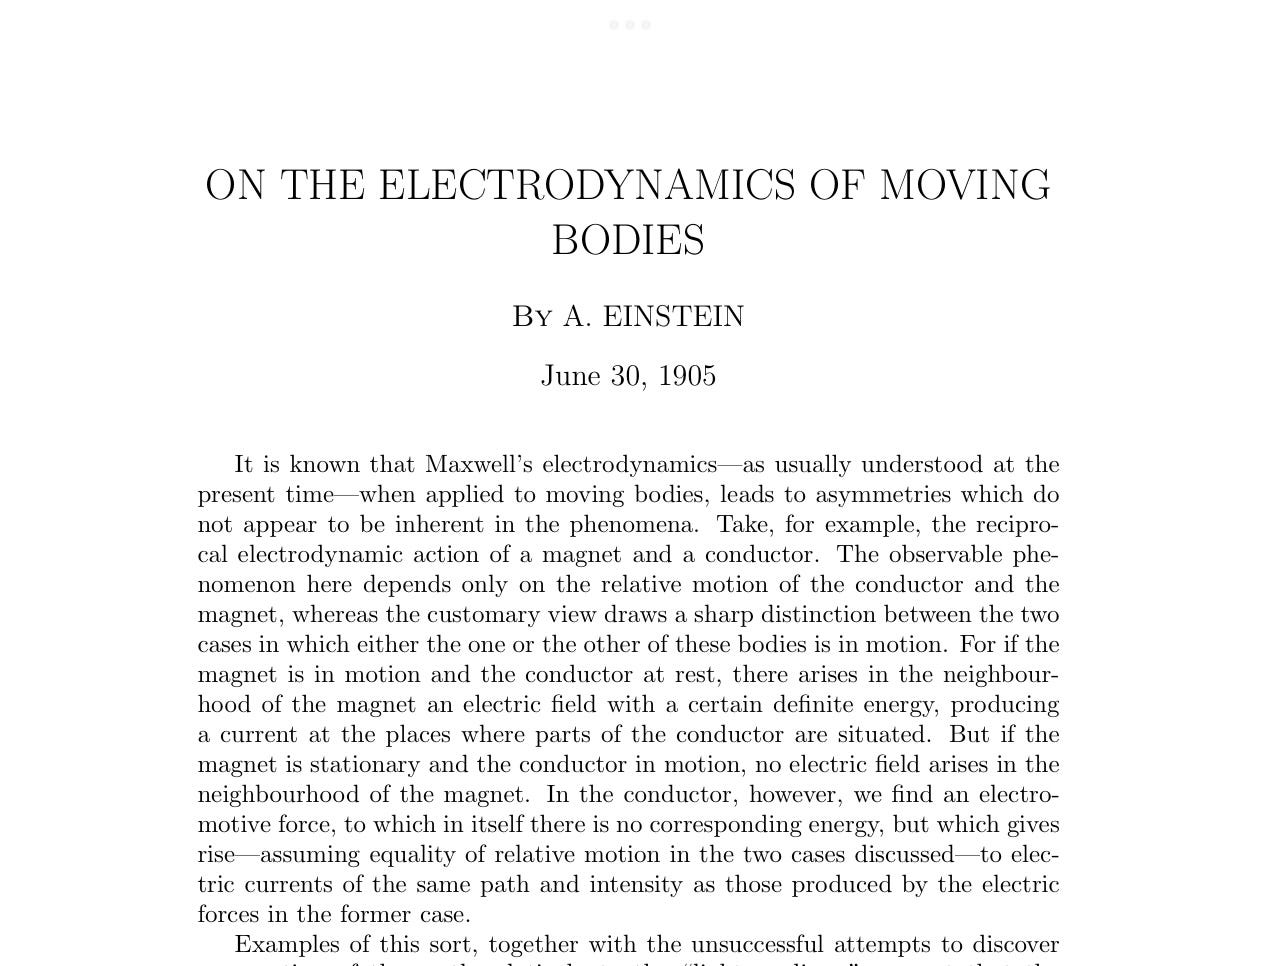 ON THE ELECTRODYNAMICS OF MOVING
BODIES
By A. EINSTEIN
June 30, 1905
It is known that Maxwell's electrodynamics—as usually understood at the
present time—when applied to moving bodies, leads to asymmetries which do
not appear to be inherent in the phenomena. Take, for example, the recipro-
cal electrodynamic action of a magnet and a conductor. The observable phe-
nomenon here depends only on the relative motion of the conductor and the
magnet, whereas the customary view draws a sharp distinction between the two
cases in which either the one or the other of these bodies is in motion. For if the
magnet is in motion and the conductor at rest, there arises in the neighbour-
hood of the magnet an electric field with a certain definite energy, producing
a current at the places where parts of the conductor are situated. But if the
magnet is stationary and the conductor in motion, no electric field arises in the
neighbourhood of the magnet. In the conductor, however, we find an electro-
motive force, to which in itself there is no corresponding energy, but which gives
rise—assuming equality of relative motion in the two cases discussed—to elec-
tric currents of the same path and intensity as those produced by the electric
forces in the former case.
Examples of this sort, together with the unsuccessful attempts to discover